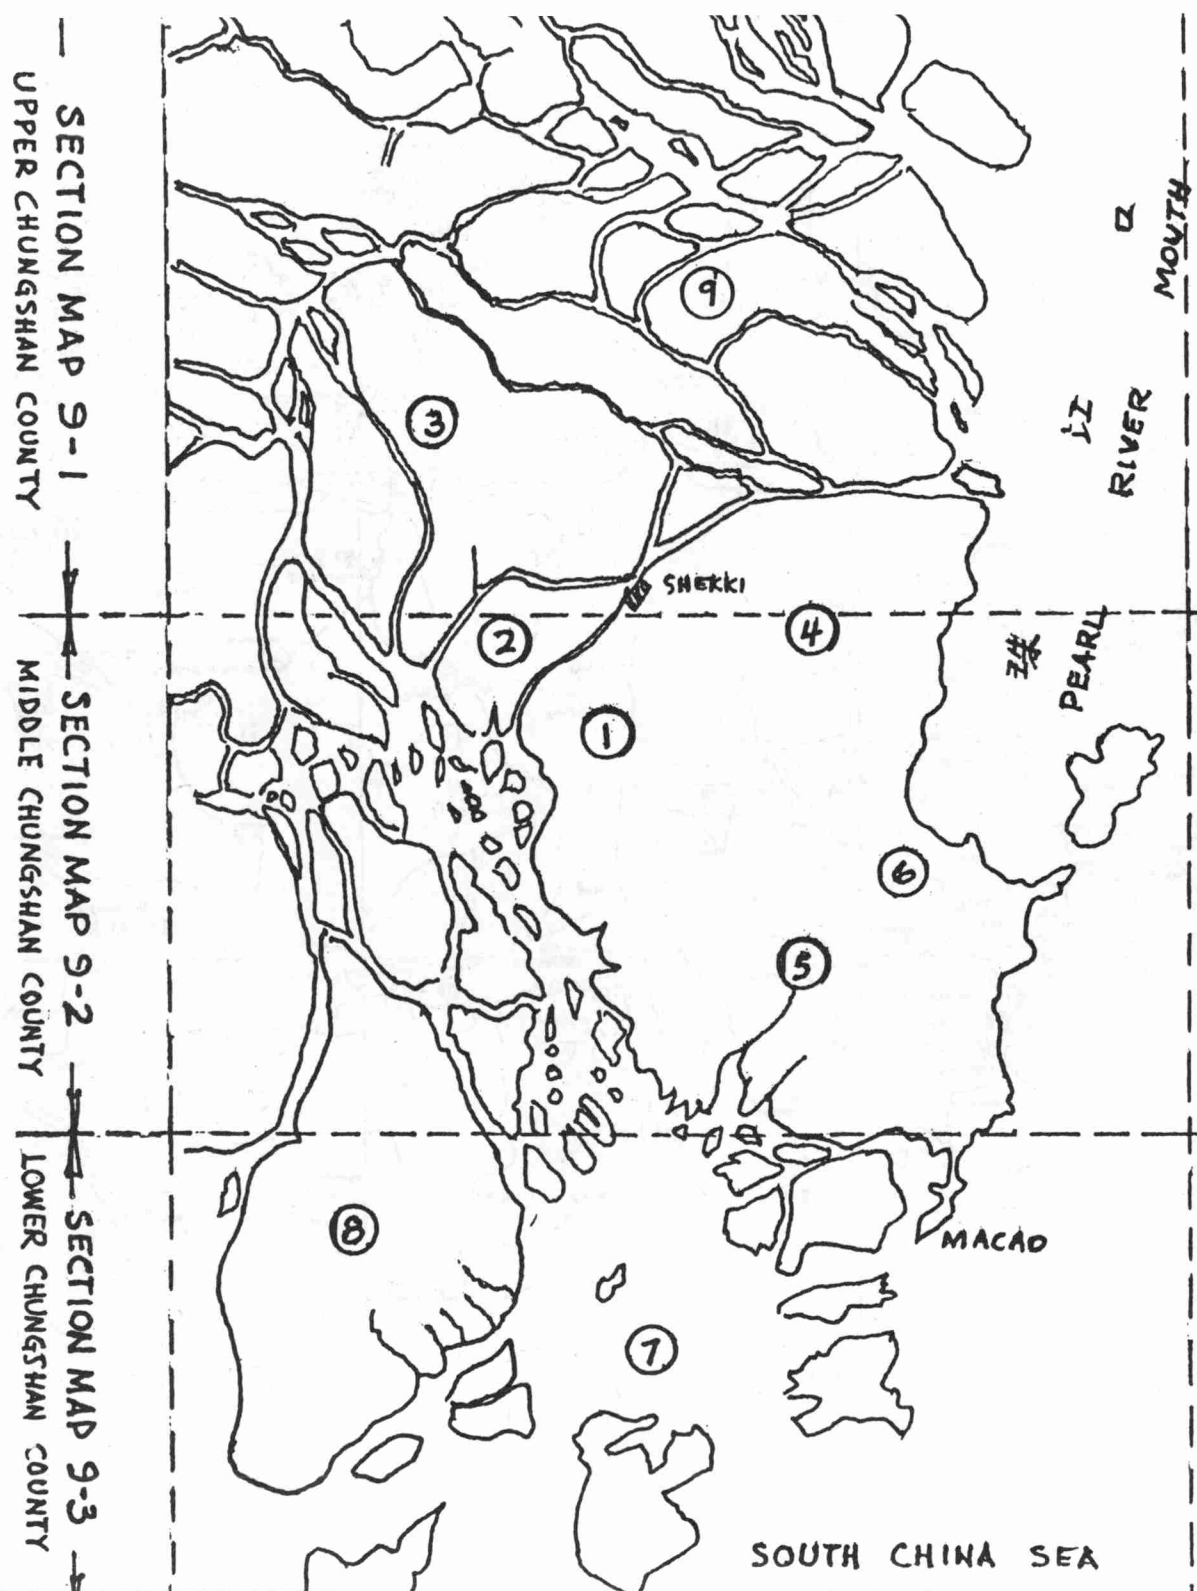 SECTION MAP 9-1
UPPER CHUNGSHAN COUNTY
SECTION MAP 9-2
MIDDLE CHUNGSHAN COUNTY
SECTION MAP 9-3
LOWER CHUNGSHAN COUNTY
MOUTH
口
RIVER
江
PEARL
珠
9
3
SHEKKI
2
4
1
6
5
8
MACAO
7
SOUTH CHINA SEA